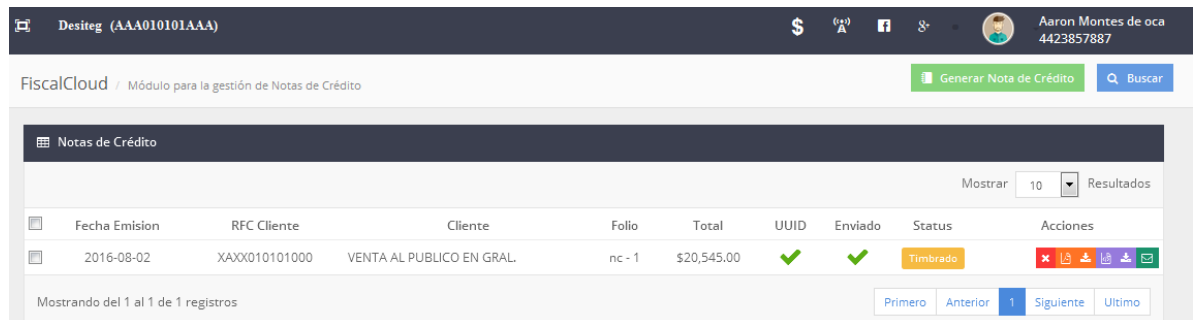 Desiteg (AAA010101AAA) $ Aaron Montes de oca
4423857887
FiscalCloud / Módulo para la gestión de Notas de Crédito Generar Nota de Crédito Buscar
Notas de Crédito
Mostrar 10 Resultados
Fecha Emision RFC Cliente Cliente Folio Total UUID Enviado Status Acciones
2016-08-02 XAXX010101000 VENTA AL PUBLICO EN GRAL. nc - 1 $20,545.00 Timbrado
Mostrando del 1 al 1 de 1 registros Primero Anterior 1 Siguiente Ultimo